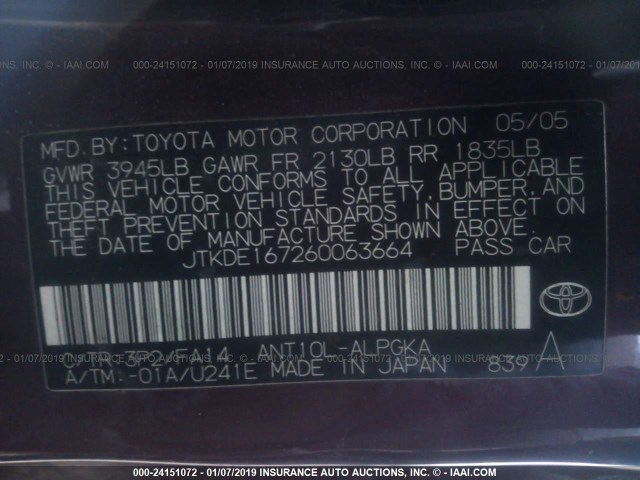 000-24151072 - 01/07/2019 INSURANCE AUTO AUCTIONS, INC. - © IAAI.COM
MFD.BY:TOYOTA MOTOR CORPORATION 05/05
GVWR 3945LB GAWR FR 2130LB RR 1835LB
THIS VEHICLE CONFORMS TO ALL APPLICABLE
FEDERAL MOTOR VEHICLE SAFETY,BUMPER,AND
THEFT PREVENTION STANDARDS IN EFFECT ON
THE DATE OF MANUFACTURE SHOWN ABOVE.
JTKDE167260063664 PASS CAR
C/TR:3P2/FA14 ANT10L-ALPGKA
A/TM:-01A/U241E MADE IN JAPAN 839 A
000-24151072 - 01/07/2019 INSURANCE AUTO AUCTIONS, INC. - © IAAI.COM